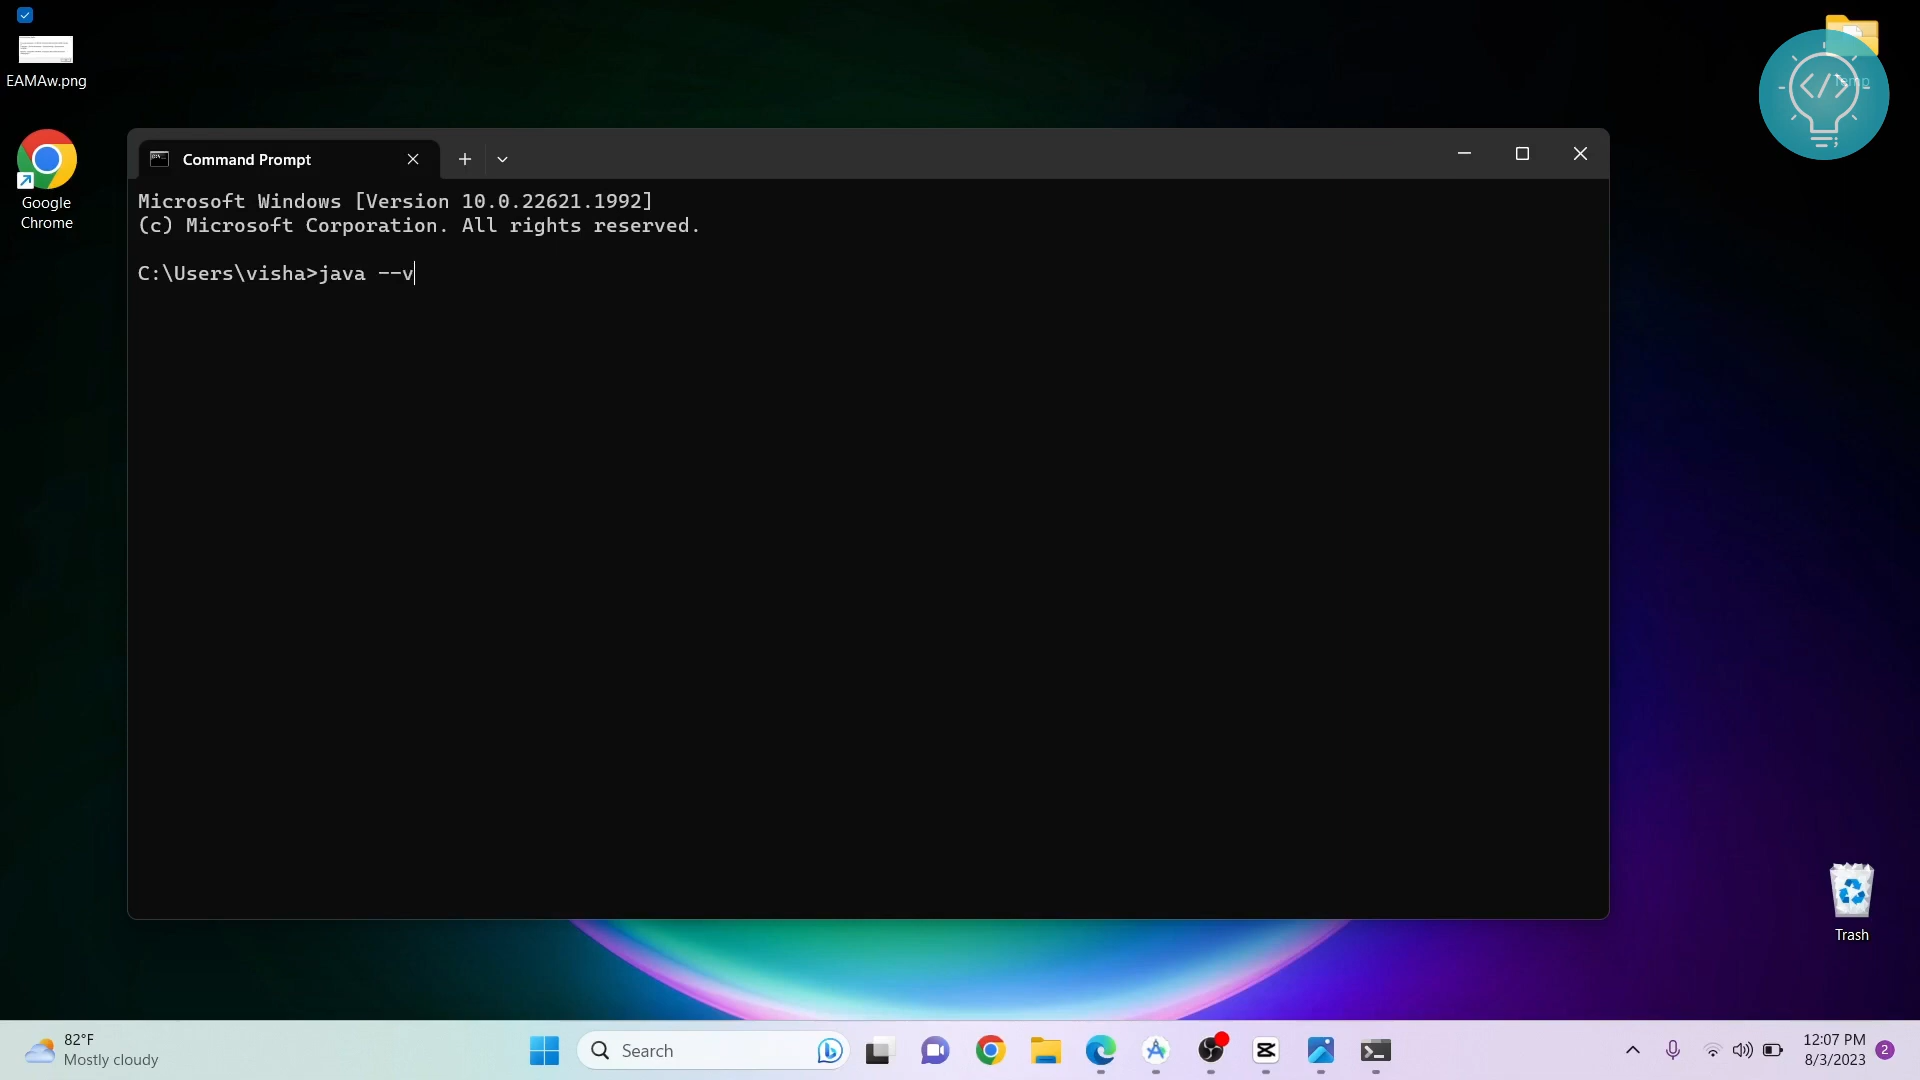 EAMAw.png
Temp
Google
Chrome
Command Prompt
Microsoft Windows [Version 10.0.22621.1992]
(c) Microsoft Corporation. All rights reserved.
C:\Users\visha>java --v
Trash
82°F
Mostly cloudy
Search
12:07 PM
8/3/2023
2